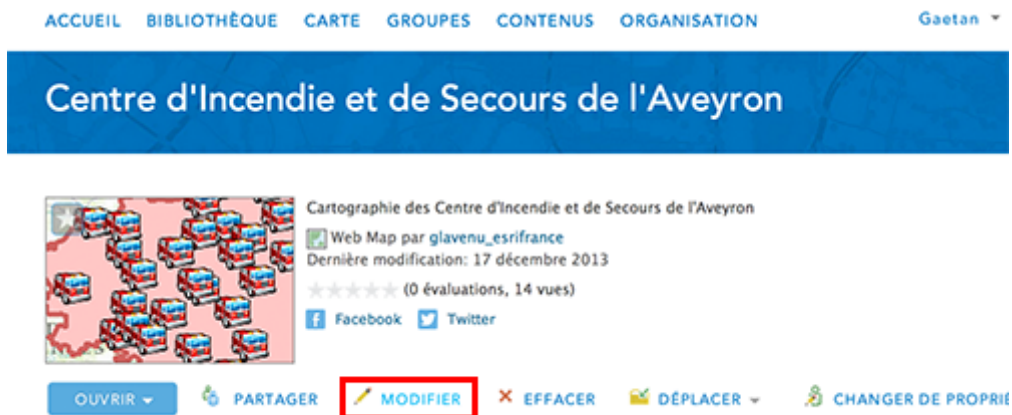 ACCUEIL BIBLIOTHÈQUE CARTE GROUPES CONTENUS ORGANISATION Gaetan
Centre d'Incendie et de Secours de l'Aveyron
Cartographie des Centre d'Incendie et de Secours de l'Aveyron
Web Map par glavenu_esrifrance
Dernière modification: 17 décembre 2013
(0 évaluations, 14 vues)
Facebook Twitter
OUVRIR PARTAGER MODIFIER EFFACER DÉPLACER CHANGER DE PROPRIÉ